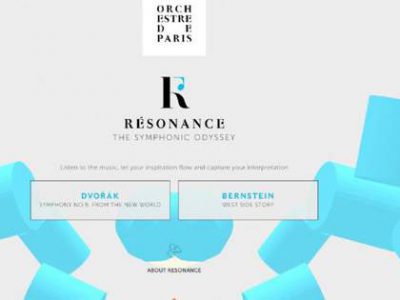 ORCH
ESTRE
D E
PARIS
RÉSONANCE
THE SYMPHONIC ODYSSEY
Listen to the music, let your inspiration flow and capture your interpretation
DVOŘÁK
SYMPHONY NO 9, FROM THE NEW WORLD
BERNSTEIN
WEST SIDE STORY
ABOUT RESONANCE